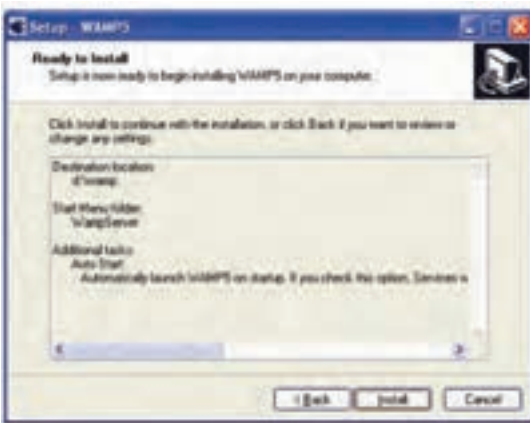 Setup - WAMP5
Ready to Install
Setup is now ready to begin installing WAMP5 on your computer.
Click Install to continue with the installation, or click Back if you want to review or
change any settings.
Destination location:
d:\wamp
Start Menu folder:
WampServer
Additional tasks:
Auto Start:
Automatically launch WAMP5 on startup. If you check this option, Services w
< Back
Install
Cancel